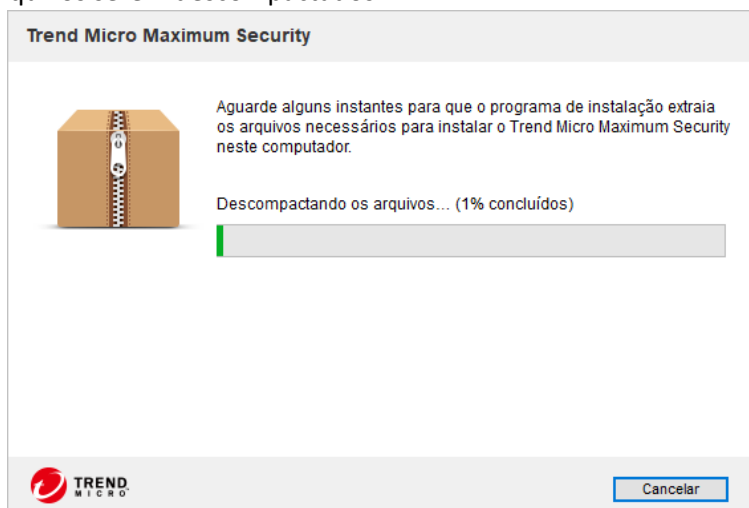 Trend Micro Maximum Security
Aguarde alguns instantes para que o programa de instalação extraia
os arquivos necessários para instalar o Trend Micro Maximum Security
neste computador.
Descompactando os arquivos... (1% concluídos)
TREND
MICRO
Cancelar